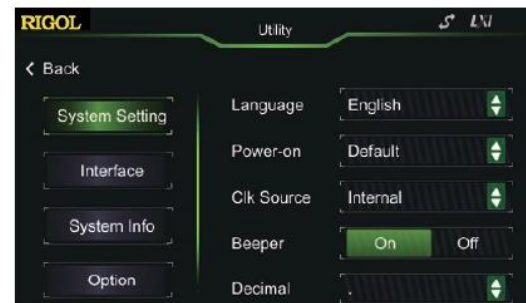 RIGOL Utility LXI
Back
System Setting
Interface
System Info
Option
Language English
Power-on Default
Clk Source Internal
Beeper On Off
Decimal .